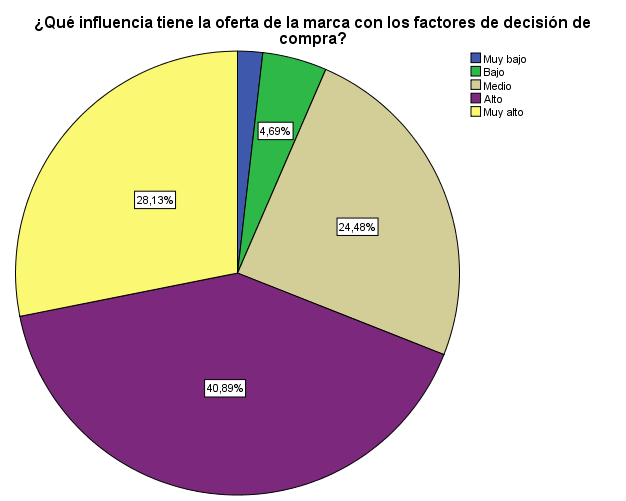 ¿Qué influencia tiene la oferta de la marca con los factores de decisión de
compra?
Muy bajo
Bajo
Medio
Alto
Muy alto
4,69%
28,13%
24,48%
40,89%